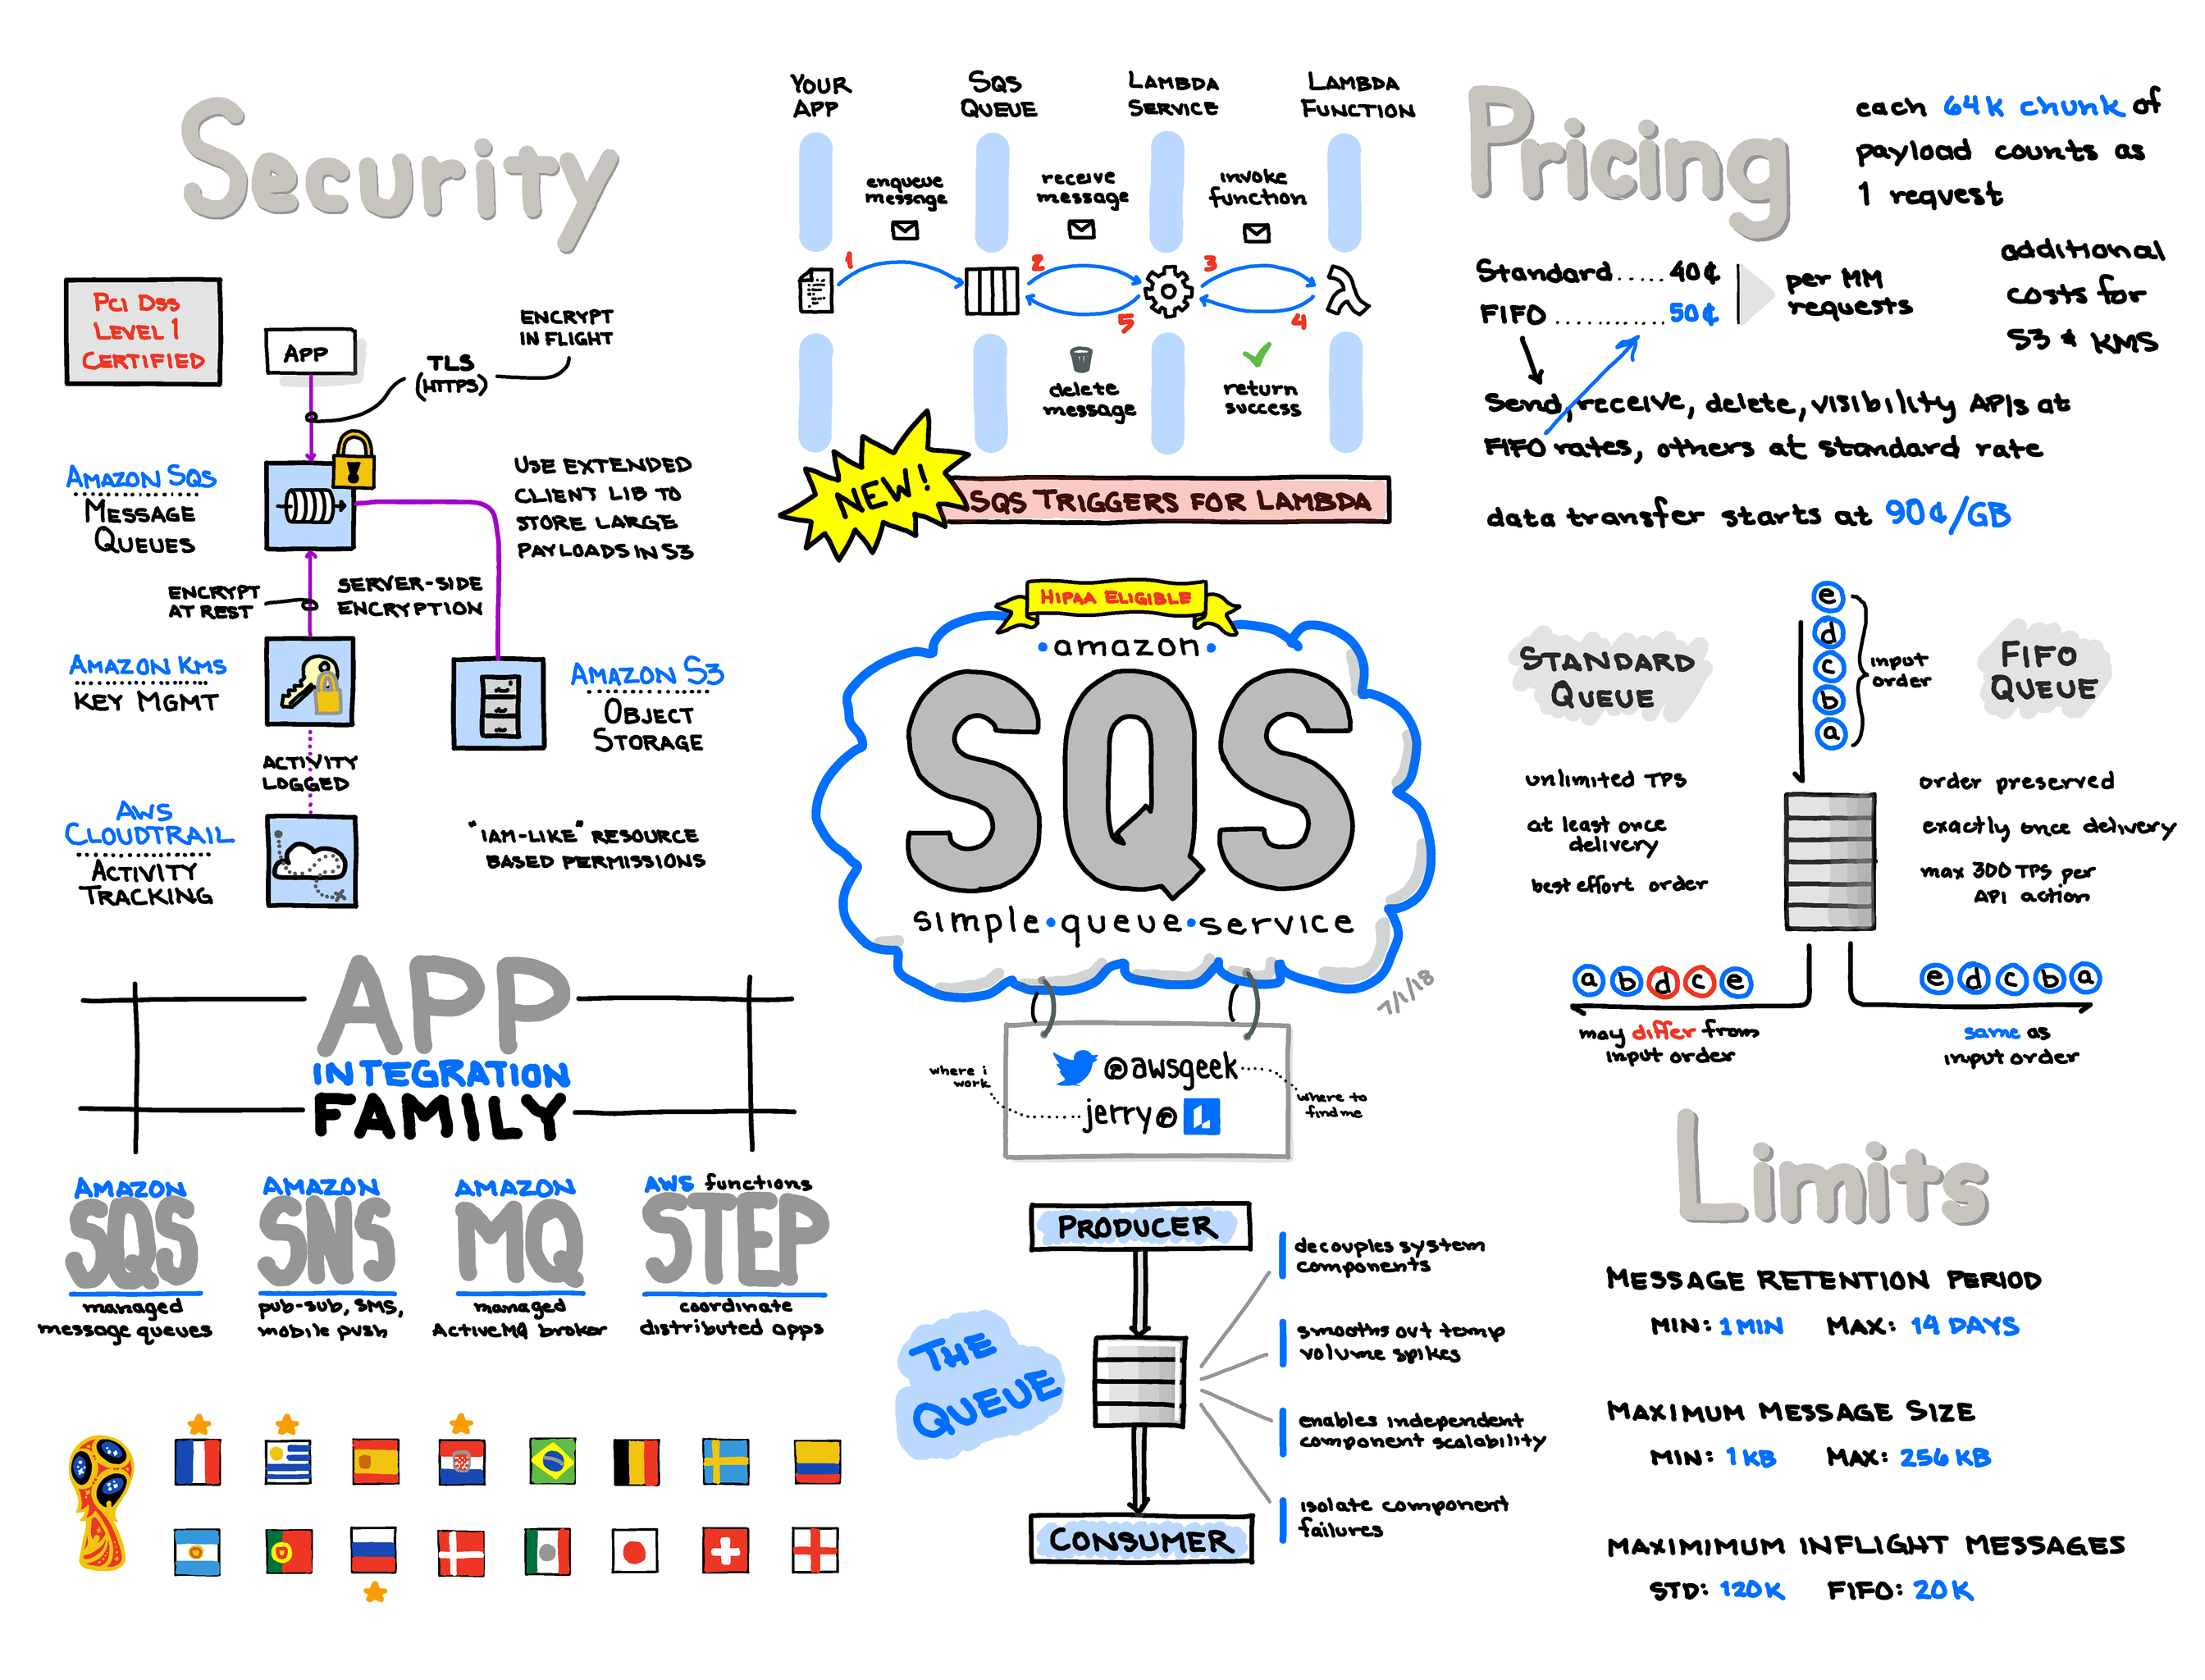 Security
PCI DSS
LEVEL 1
CERTIFIED
APP
TLS
(HTTPS)
ENCRYPT
IN FLIGHT
AMAZON SQS
MESSAGE
QUEUES
USE EXTENDED
CLIENT LIB TO
STORE LARGE
PAYLOADS IN S3
ENCRYPT
AT REST
SERVER-SIDE
ENCRYPTION
AMAZON KMS
KEY MGMT
AMAZON S3
OBJECT
STORAGE
ACTIVITY
LOGGED
AWS
CLOUDTRAIL
ACTIVITY
TRACKING
"IAM-LIKE" RESOURCE
BASED PERMISSIONS
YOUR
APP
SQS
QUEUE
LAMBDA
SERVICE
LAMBDA
FUNCTION
enqueue
message
receive
message
invoke
function
1
2
3
5
4
delete
message
return
success
NEW!
SQS TRIGGERS FOR LAMBDA
Pricing
each 64K chunk of
payload counts as
1 request
Standard ..... 40¢
FIFO ............ 50¢
per MM
requests
additional
costs for
S3 & KMS
Send, receive, delete, visibility APIs at
FIFO rates, others at standard rate
data transfer starts at 90¢/GB
HIPAA ELIGIBLE
•amazon•
SQS
simple•queue•service
7/1/18
@awsgeek
jerry@
where i
work
where to
find me
STANDARD
QUEUE
e
d
c
b
a
input
order
FIFO
QUEUE
unlimited TPS
at least once
delivery
best effort order
order preserved
exactly once delivery
max 300 TPS per
API action
a b d c e
may differ from
input order
e d c b a
same as
input order
APP
INTEGRATION
FAMILY
AMAZON
SQS
managed
message queues
AMAZON
SNS
pub-sub, SMS,
mobile push
AMAZON
MQ
managed
ActiveMQ broker
AWS functions
STEP
coordinate
distributed apps
THE
QUEUE
PRODUCER
CONSUMER
decouples system
components
smooths out temp
volume spikes
enables independent
component scalability
isolate component
failures
Limits
MESSAGE RETENTION PERIOD
MIN: 1 MIN MAX: 14 DAYS
MAXIMUM MESSAGE SIZE
MIN: 1 KB MAX: 256 KB
MAXIMIMUM INFLIGHT MESSAGES
STD: 120K FIFO: 20K